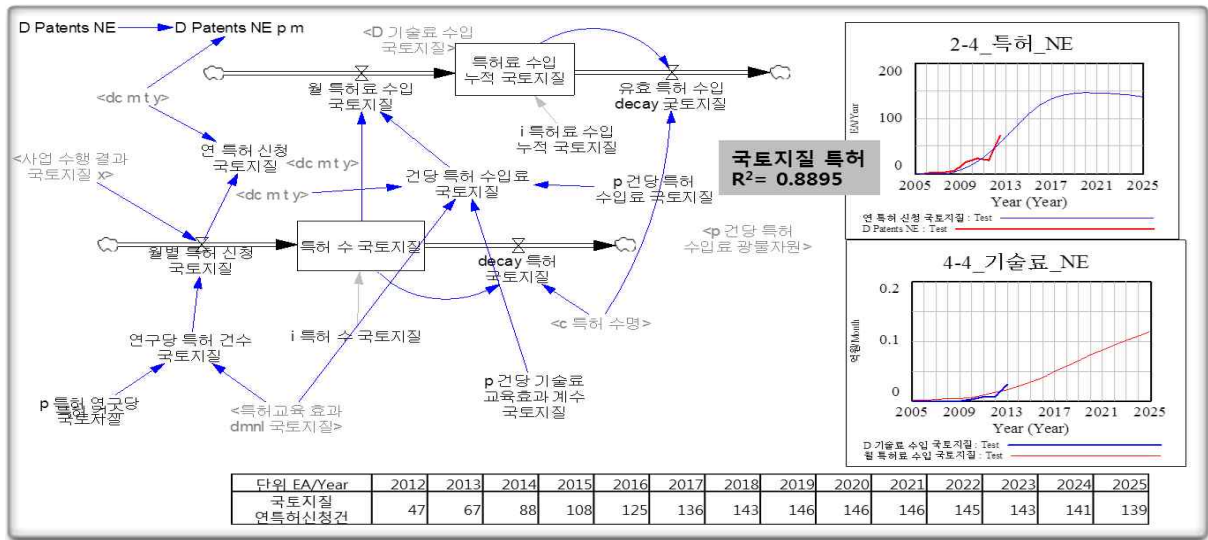 D Patents NE
D Patents NE p m
<D 기술료 수입
국토지질>
특허료 수입
누적 국토지질
<dc m t y>
월 특허료 수입
국토지질
유효 특허 수입
decay 국토지질
i 특허료 수입
누적 국토지질
연 특허 신청
국토지질
<dc m t y>
<사업 수행 결과
국토지질 x>
<dc m t y>
건당 특허 수입료
국토지질
p 건당 특허
수입료 국토지질
<p 건당 특허
수입료 광물자원>
월별 특허 신청
국토지질
특허 수 국토지질
decay 특허
국토지질
i 특허 수 국토지질
<c 특허 수명>
연구당 특허 건수
국토지질
p 특허 연구당
국토지질
<특허교육 효과
dmnl 국토지질>
p 건당 기술료
교육효과 계수
국토지질
국토지질 특허
R²= 0.8895
2-4_특허_NE
200
100
0
EA/Year
2005 2009 2013 2017 2021 2025
Year (Year)
연 특허 신청 국토지질 : Test
D Patents NE : Test
4-4_기술료_NE
0.2
0.1
0
억원/Month
2005 2009 2013 2017 2021 2025
Year (Year)
D 기술료 수입 국토지질 : Test
월 특허료 수입 국토지질 : Test
단위 EA/Year 2012 2013 2014 2015 2016 2017 2018 2019 2020 2021 2022 2023 2024 2025
국토지질
연특허신청건 47 67 88 108 125 136 143 146 146 146 145 143 141 139